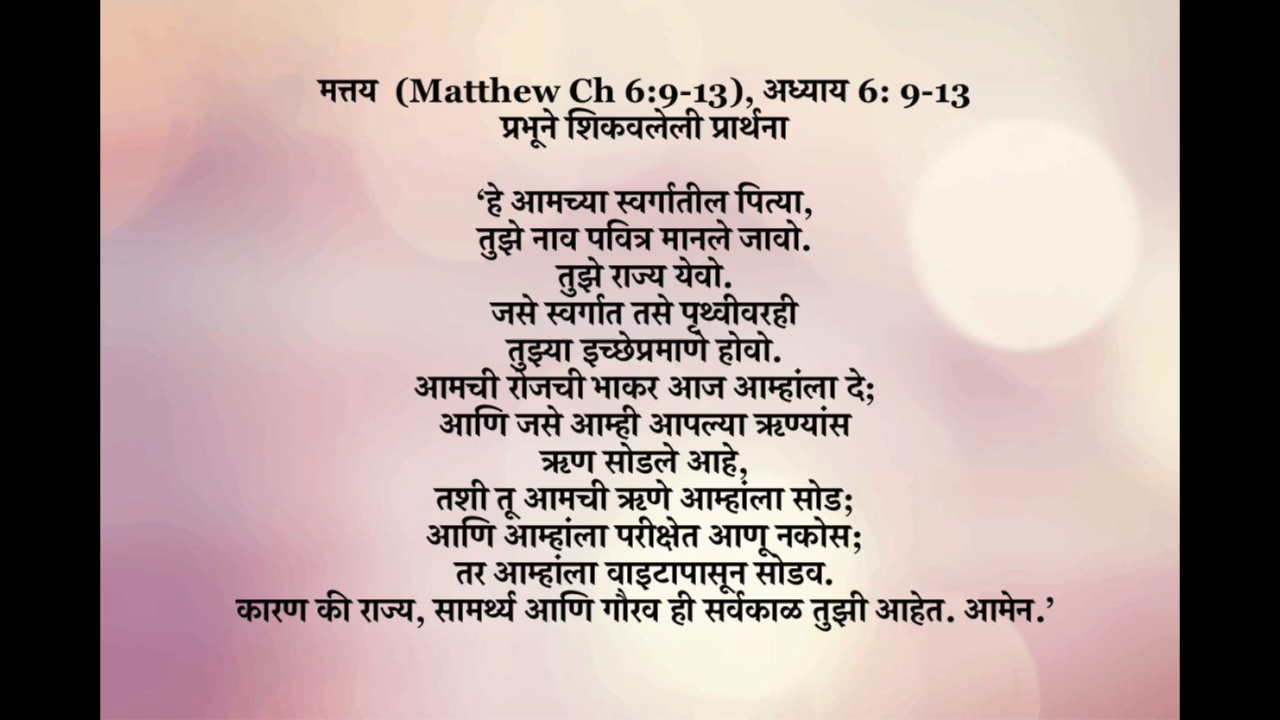 मत्तय (Matthew Ch 6:9-13), अध्याय 6: 9-13
प्रभूने शिकवलेली प्रार्थना
‘हे आमच्या स्वर्गातील पित्या,
तुझे नाव पवित्र मानले जावो.
तुझे राज्य येवो.
जसे स्वर्गात तसे पृथ्वीवरही
तुझ्या इच्छेप्रमाणे होवो.
आमची रोजची भाकर आज आम्हांला दे;
आणि जसे आम्ही आपल्या ऋण्यांस
ऋण सोडले आहे,
तशी तू आमची ऋणे आम्हांला सोड;
आणि आम्हांला परीक्षेत आणू नकोस;
तर आम्हांला वाइटापासून सोडव.
कारण की राज्य, सामर्थ्य आणि गौरव ही सर्वकाळ तुझी आहेत. आमेन.’